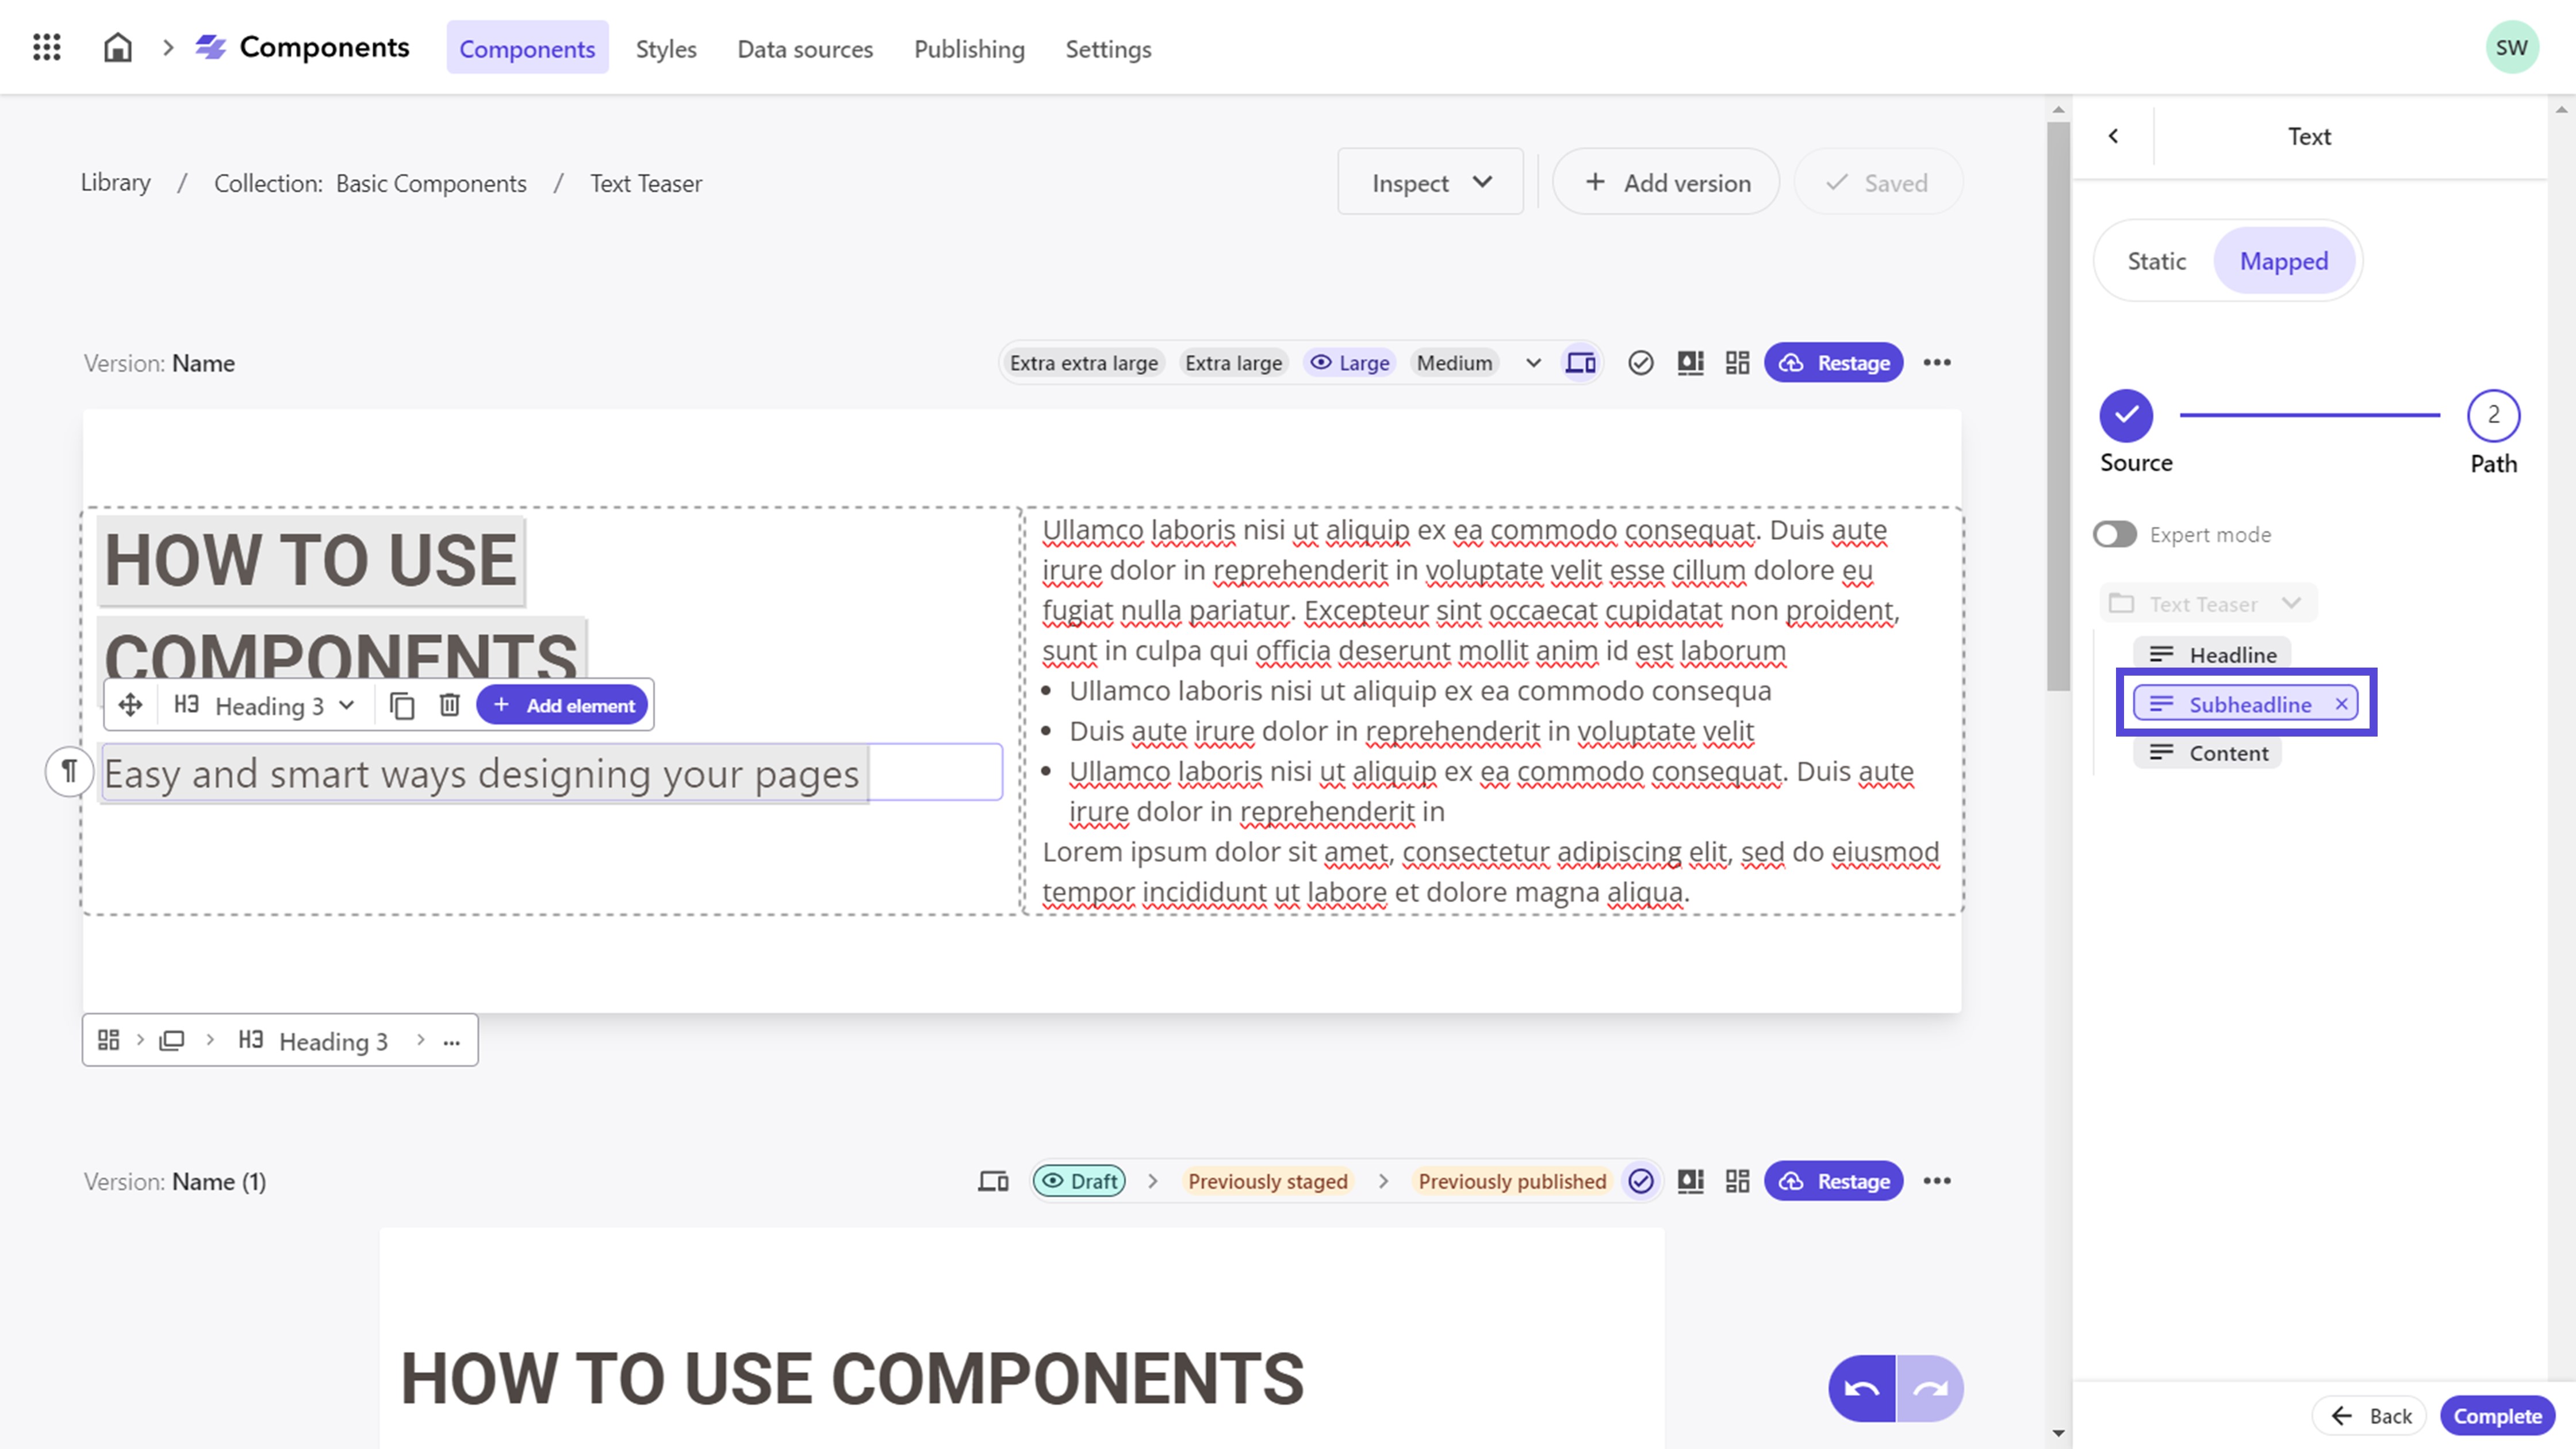 Components Components Styles Data sources Publishing Settings SW
Library / Collection: Basic Components / Text Teaser Inspect + Add version Saved
Text
Static Mapped
Version: Name Extra extra large Extra large Large Medium Restage
2
Source Path
Expert mode
Text Teaser
Headline
Subheadline ×
Content
HOW TO USE
COMPONENTS
H3 Heading 3 + Add element
¶ Easy and smart ways designing your pages
Ullamco laboris nisi ut aliquip ex ea commodo consequat. Duis aute
irure dolor in reprehenderit in voluptate velit esse cillum dolore eu
fugiat nulla pariatur. Excepteur sint occaecat cupidatat non proident,
sunt in culpa qui officia deserunt mollit anim id est laborum
• Ullamco laboris nisi ut aliquip ex ea commodo consequa
• Duis aute irure dolor in reprehenderit in voluptate velit
• Ullamco laboris nisi ut aliquip ex ea commodo consequat. Duis aute
irure dolor in reprehenderit in
Lorem ipsum dolor sit amet, consectetur adipiscing elit, sed do eiusmod
tempor incididunt ut labore et dolore magna aliqua.
H3 Heading 3 ...
Version: Name (1) Draft Previously staged Previously published Restage
HOW TO USE COMPONENTS
Back Complete